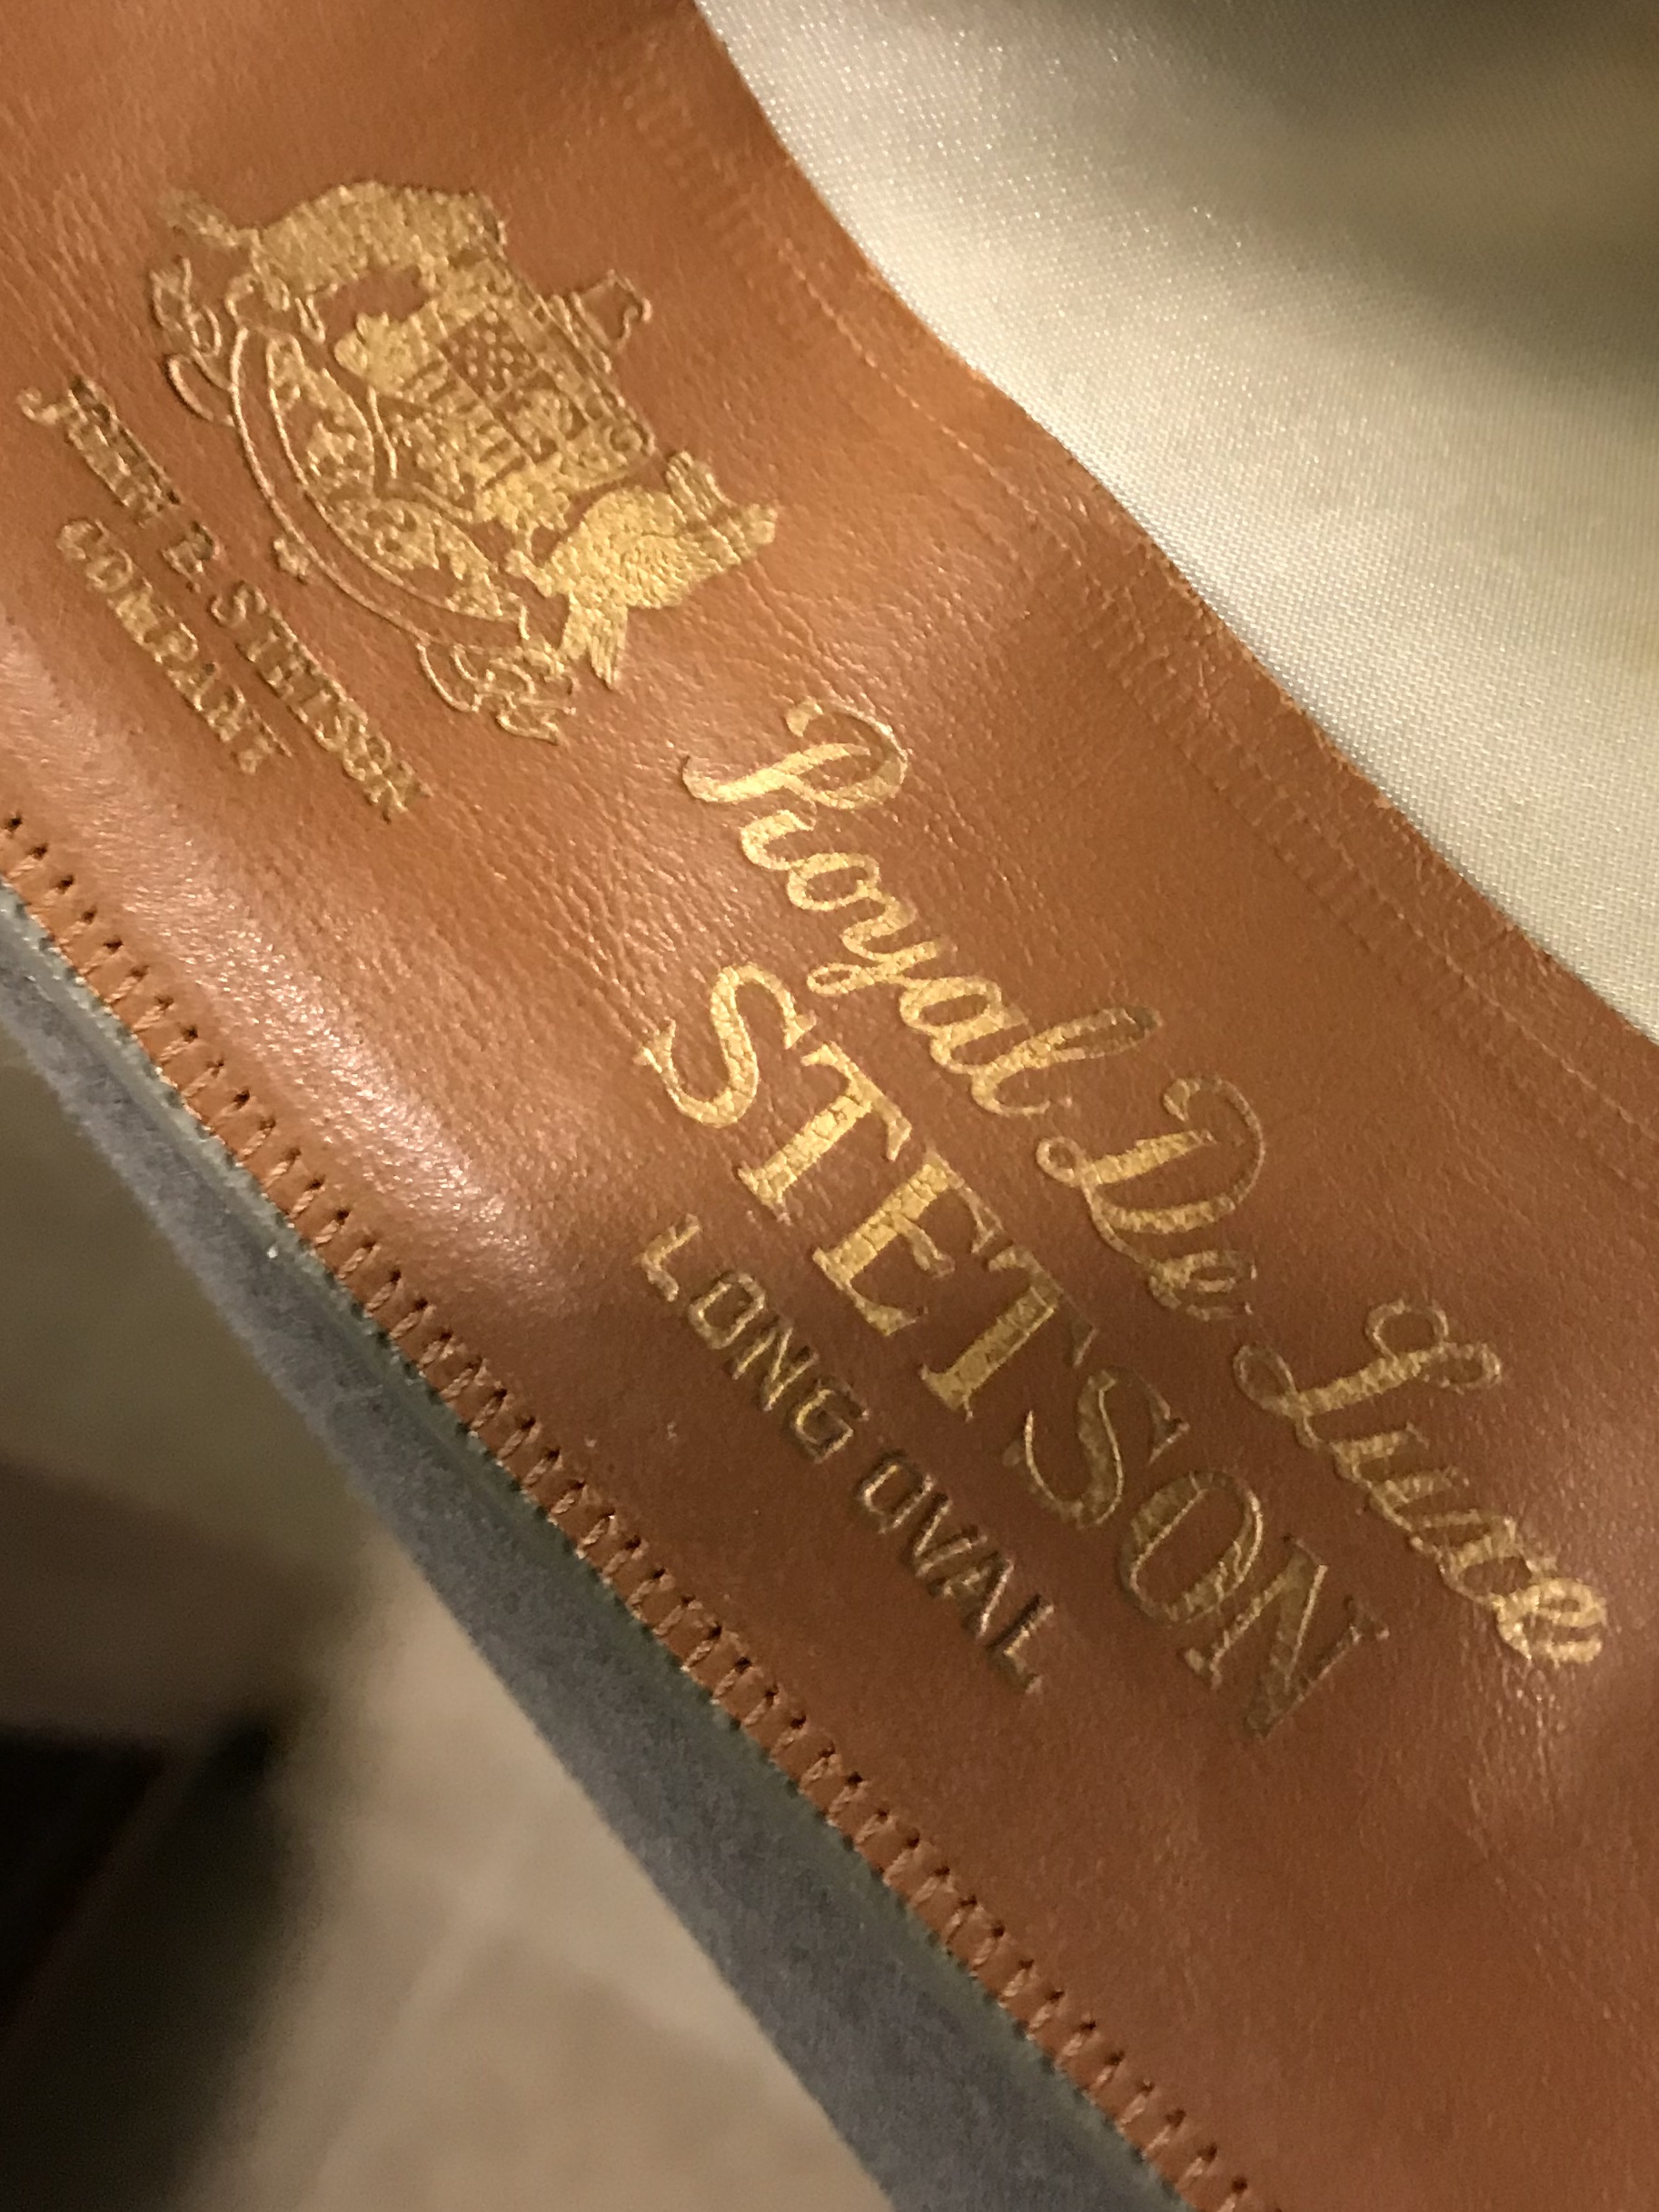 JOHN B. STETSON
COMPANY
Royal De Luxe
STETSON
LONG OVAL